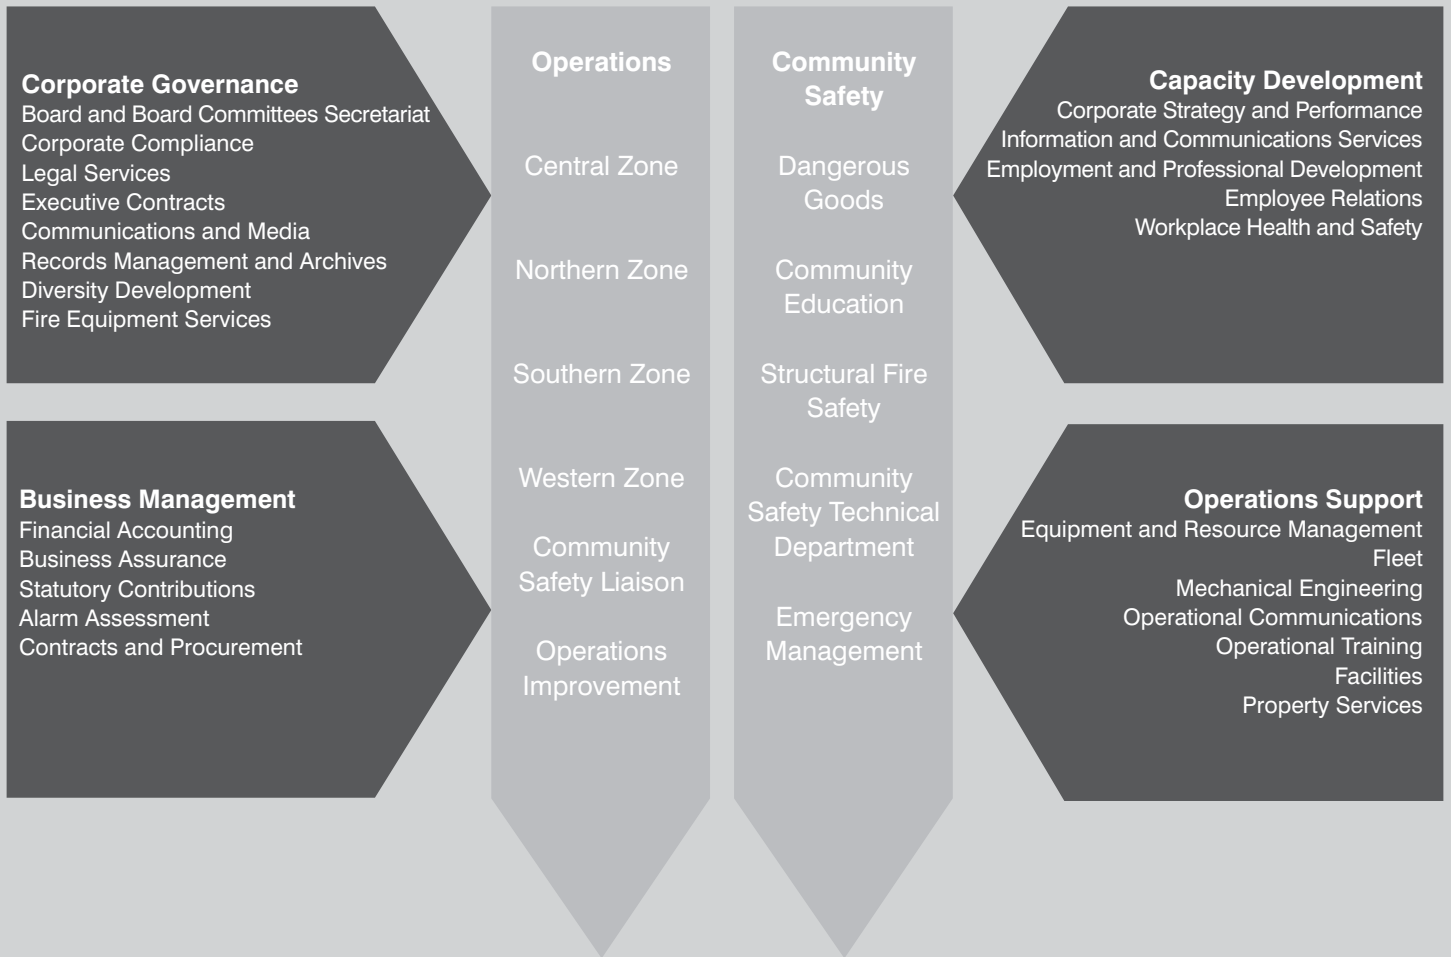 Corporate Governance
Board and Board Committees Secretariat
Corporate Compliance
Legal Services
Executive Contracts
Communications and Media
Records Management and Archives
Diversity Development
Fire Equipment Services
Business Management
Financial Accounting
Business Assurance
Statutory Contributions
Alarm Assessment
Contracts and Procurement
Operations
Central Zone
Northern Zone
Southern Zone
Western Zone
Community
Safety Liaison
Operations
Improvement
Community
Safety
Dangerous
Goods
Community
Education
Structural Fire
Safety
Community
Safety Technical
Department
Emergency
Management
Capacity Development
Corporate Strategy and Performance
Information and Communications Services
Employment and Professional Development
Employee Relations
Workplace Health and Safety
Operations Support
Equipment and Resource Management
Fleet
Mechanical Engineering
Operational Communications
Operational Training
Facilities
Property Services